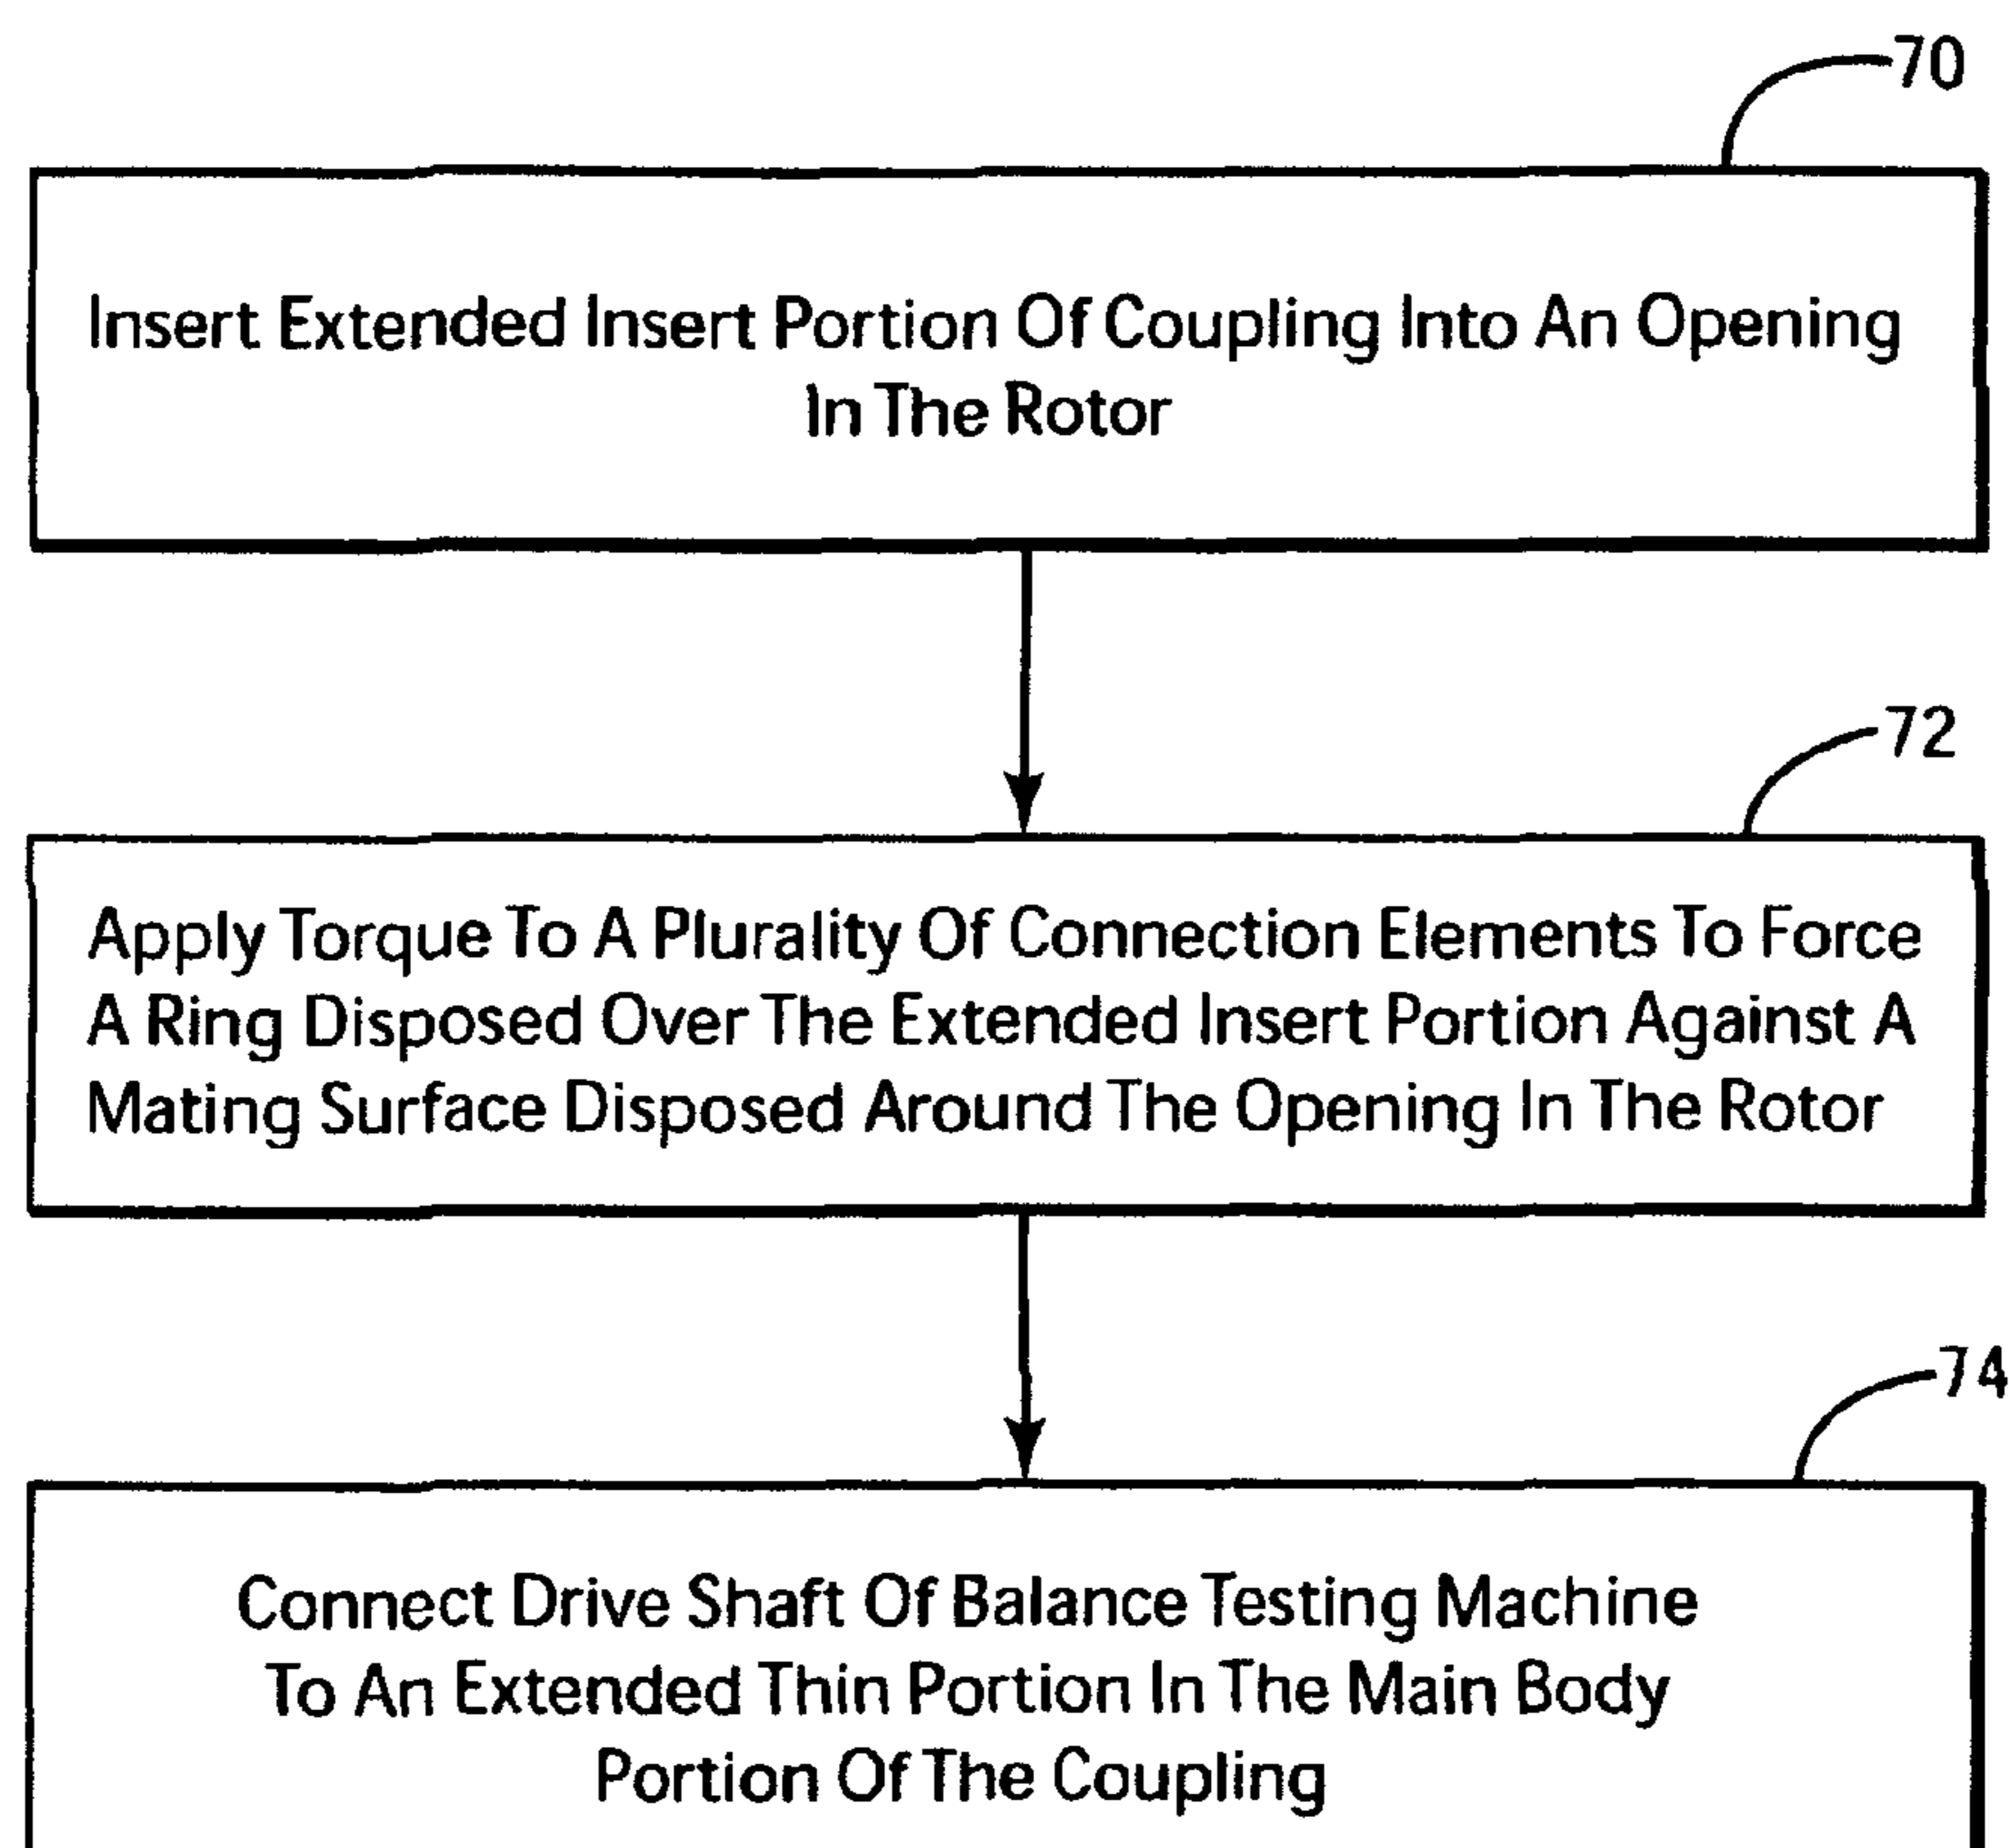 70
Insert Extended Insert Portion Of Coupling Into An Opening
In The Rotor
72
Apply Torque To A Plurality Of Connection Elements To Force
A Ring Disposed Over The Extended Insert Portion Against A
Mating Surface Disposed Around The Opening In The Rotor
74
Connect Drive Shaft Of Balance Testing Machine
To An Extended Thin Portion In The Main Body
Portion Of The Coupling